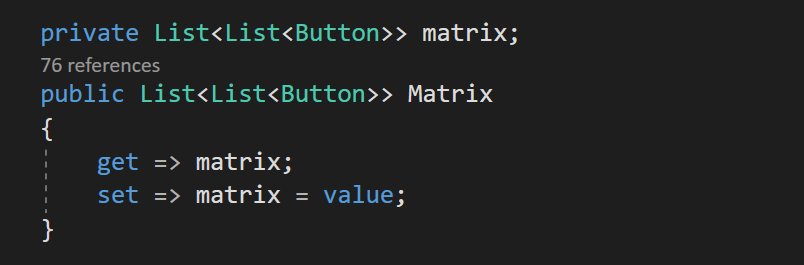 private List<List<Button>> matrix;
76 references
public List<List<Button>> Matrix
{
get => matrix;
set => matrix = value;
}